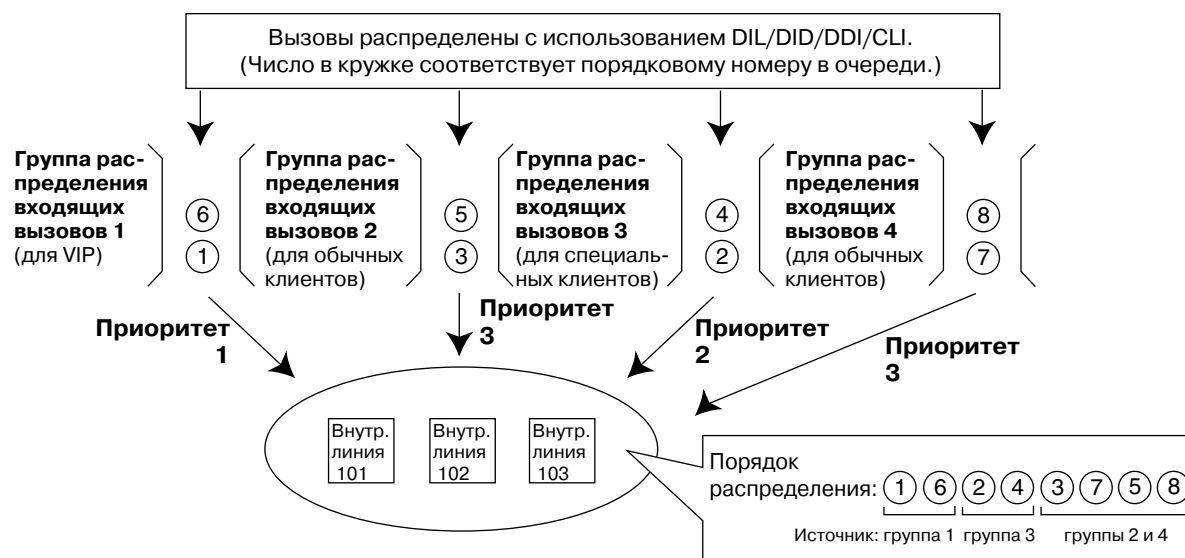 Вызовы распределены с использованием DIL/DID/DDI/CLI.
(Число в кружке соответствует порядковому номеру в очереди.)
Группа рас-
пределения
входящих
вызовов 1
(для VIP)
6
1
Группа рас-
пределения
входящих
вызовов 2
(для обычных
клиентов)
5
3
Группа рас-
пределения
входящих
вызовов 3
(для специаль-
ных клиентов)
4
2
Группа рас-
пределения
входящих
вызовов 4
(для обычных
клиентов)
8
7
Приоритет
1
Приоритет
3
Приоритет
2
Приоритет
3
Внутр.
линия
101
Внутр.
линия
102
Внутр.
линия
103
Порядок
распределения: 1 6 2 4 3 7 5 8
Источник: группа 1 группа 3 группы 2 и 4